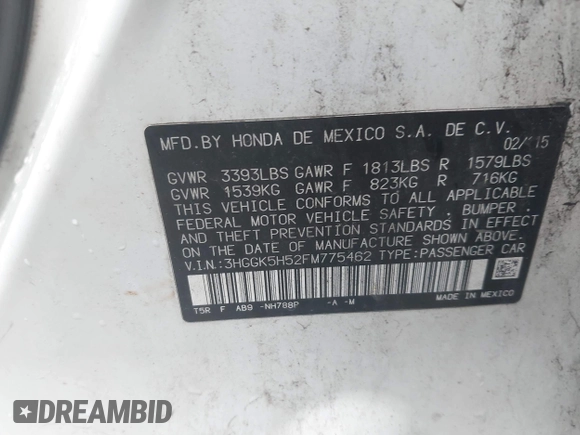 MFD. BY HONDA DE MEXICO S.A. DE C.V.
GVWR 3393LBS GAWR F 1813LBS R 1579LBS
GVWR 1539KG GAWR F 823KG R 716KG
THIS VEHICLE CONFORMS TO ALL APPLICABLE
FEDERAL MOTOR VEHICLE SAFETY, BUMPER,
AND THEFT PREVENTION STANDARDS IN EFFECT
ON THE DATE OF MANUFACTURE SHOWN ABOVE.
V.I.N.:3HGGK5H52FM775462 TYPE:PASSENGER CAR
T5R F AB9 -NH788P -A -M
MADE IN MEXICO
DREAMBID